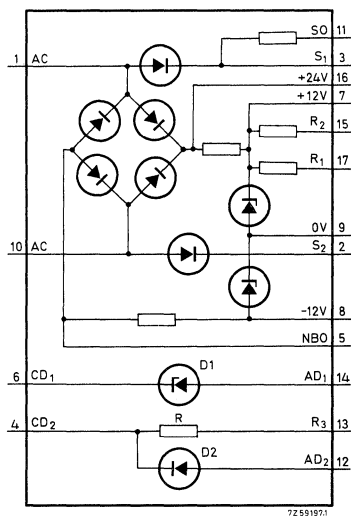 SO 11
1 AC S1 3
+24V 16
+12V 7
R2 15
R1 17
0V 9
10 AC S2 2
-12V 8
NBO 5
6 CD1 D1 AD1 14
4 CD2 R R3 13
D2 AD2 12
7Z59197.1